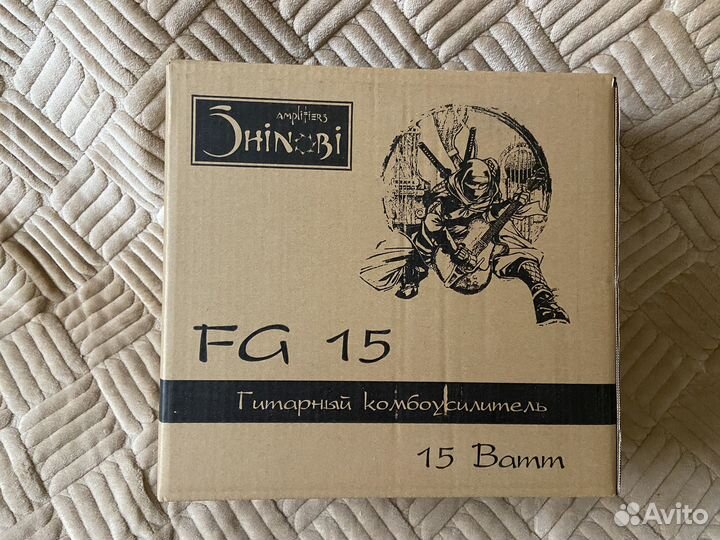 AMPLIFIERS
SHINOBI
FG 15
Гитарный комбоусилитель
15 Ватт
Avito